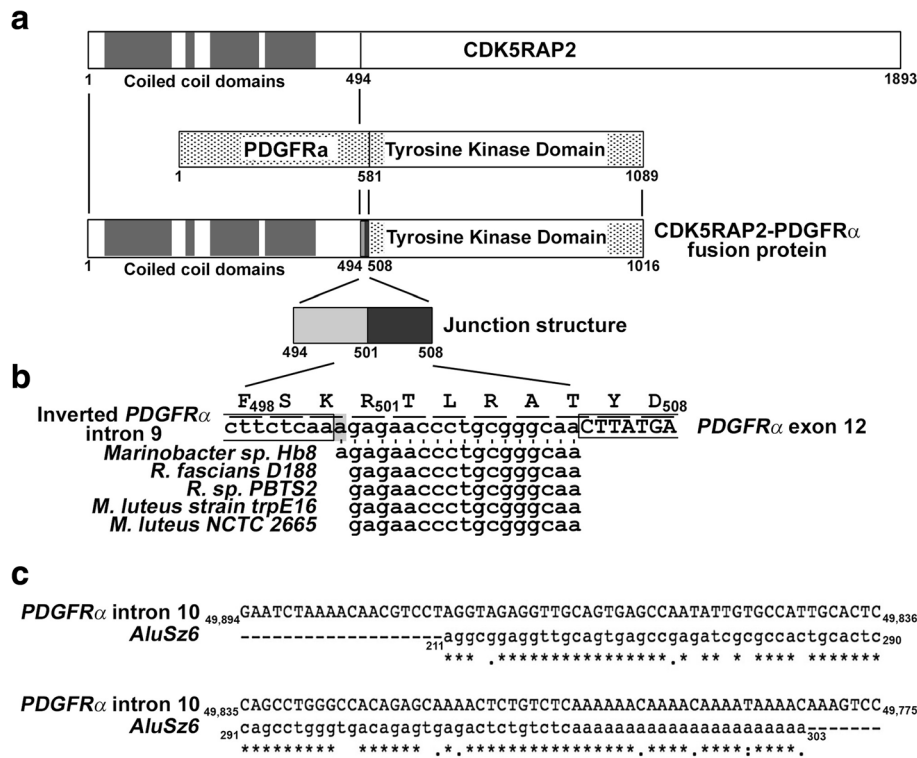 a
CDK5RAP2
1 Coiled coil domains 494 1893
PDGFRa Tyrosine Kinase Domain
1 581 1089
Tyrosine Kinase Domain CDK5RAP2-PDGFRα
fusion protein
1 Coiled coil domains 494 508 1016
Junction structure
494 501 508
b
F498 S K R501 T L R A T Y D508
Inverted PDGFRα
intron 9
cttctcaaagagaaccctgcgggcaaCTTATGA PDGFRα exon 12
Marinobacter sp. Hb8 agagaaccctgcgggcaa
R. fascians D188 gagaaccctgcgggcaa
R. sp. PBTS2 gagaaccctgcgggcaa
M. luteus strain trpE16 gagaaccctgcgggcaa
M. luteus NCTC 2665 gagaaccctgcgggcaa
c
PDGFRα intron 10 49,894 GAATCTAAAACAACGTCCTAGGTAGAGGTTGCAGTGAGCCAATATTGTGCCATTGCACTC 49,836
AluSz6 -------------------211 aggcggaggttgcagtgagccgagatcgcgccactgcactc 290
*** .****************.* ** * **** *******
PDGFRα intron 10 49,835 CAGCCTGGGCCACAGAGCAAAACTCTGTCTCAAAAAACAAAACAAAATAAAACAAAGTCC 49,775
AluSz6 291 cagcctgggtgacagagtgagactctgtctcaaaaaaaaaaaaaaaaaaaaa 303 -------
********* ****** .*.****************.****.****:****.